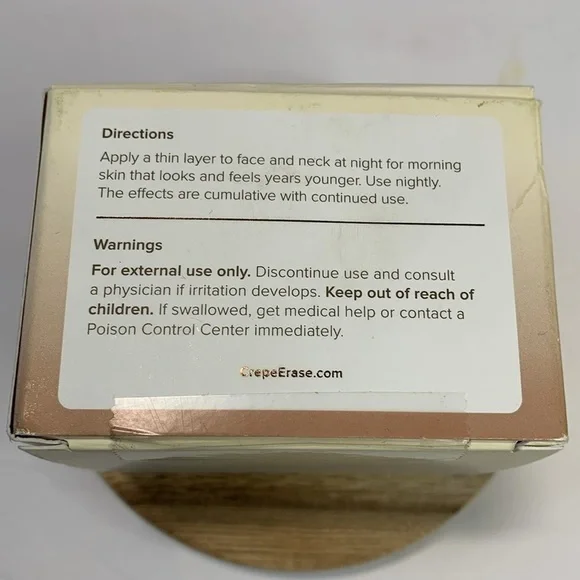 Directions
Apply a thin layer to face and neck at night for morning
skin that looks and feels years younger. Use nightly.
The effects are cumulative with continued use.
Warnings
For external use only. Discontinue use and consult
a physician if irritation develops. Keep out of reach of
children. If swallowed, get medical help or contact a
Poison Control Center immediately.
CrepeErase.com